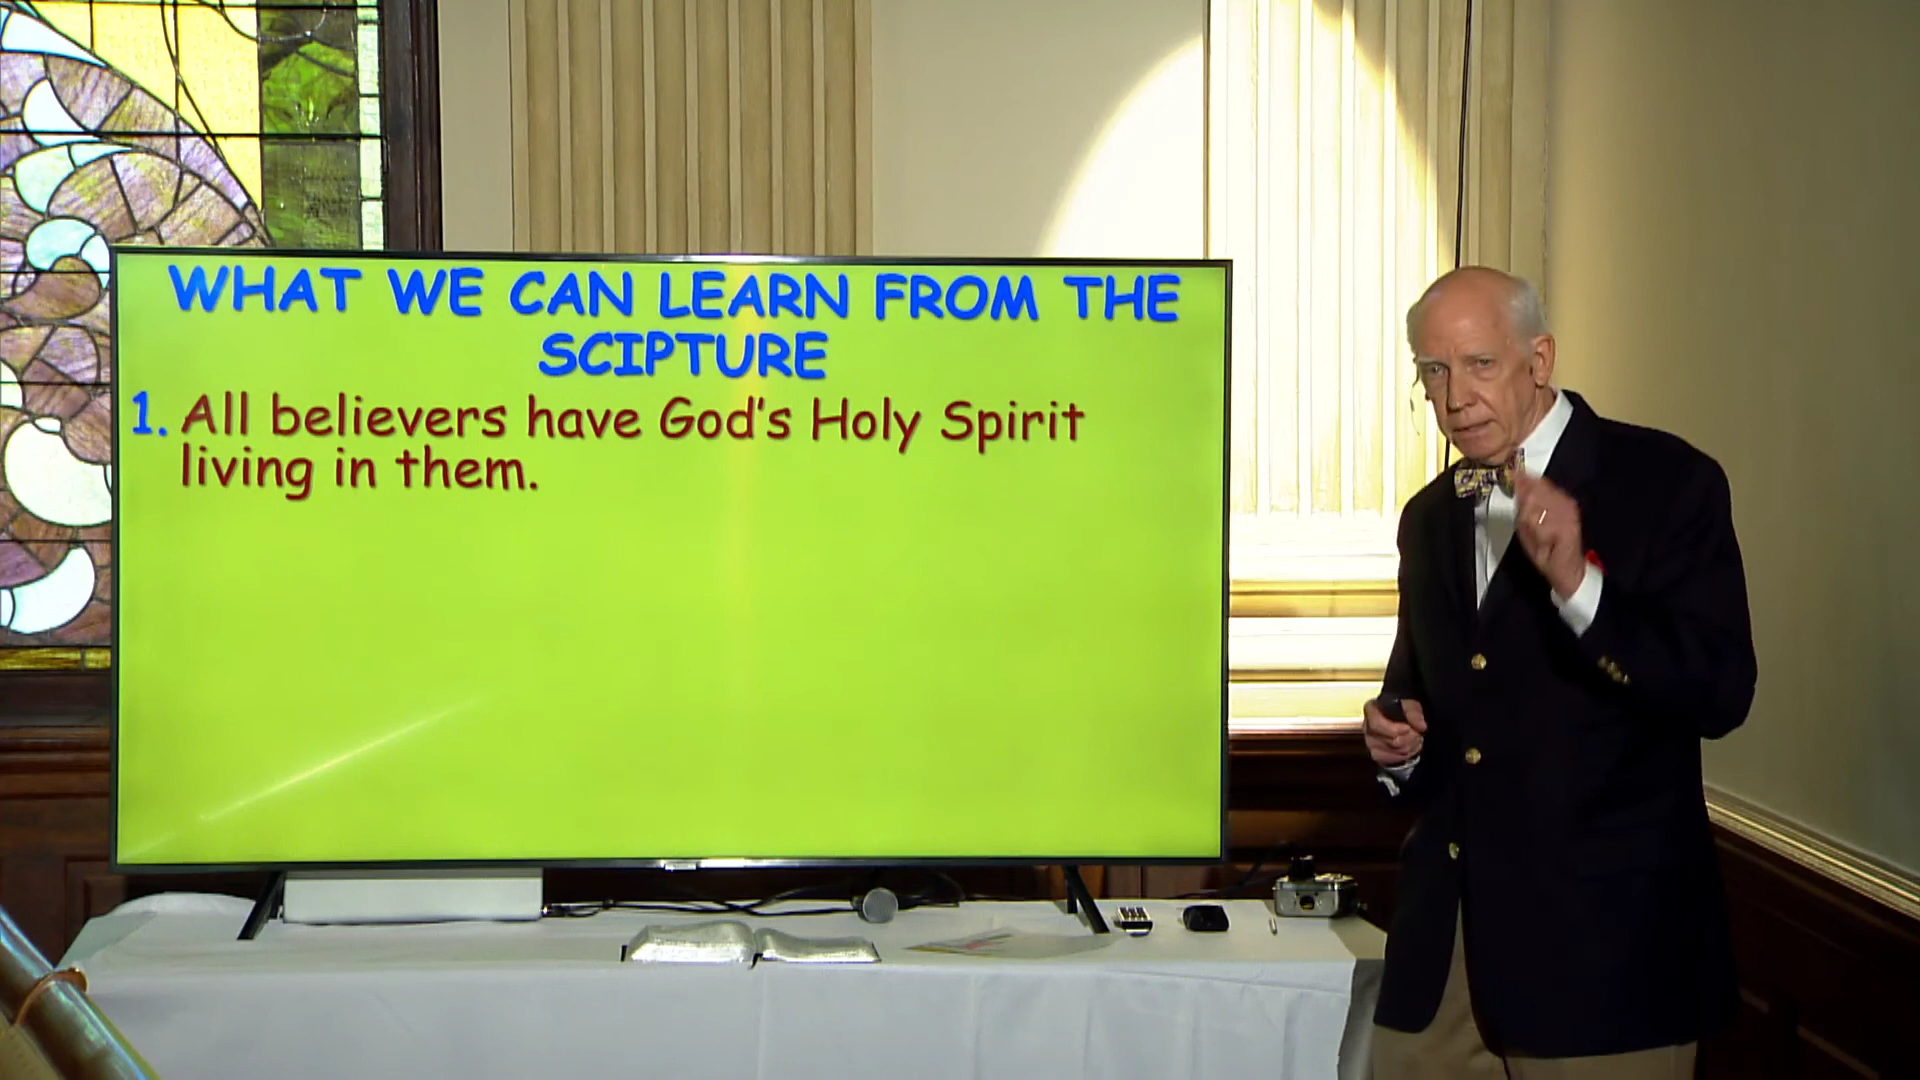 WHAT WE CAN LEARN FROM THE
SCIPTURE
1. All believers have God's Holy Spirit
living in them.